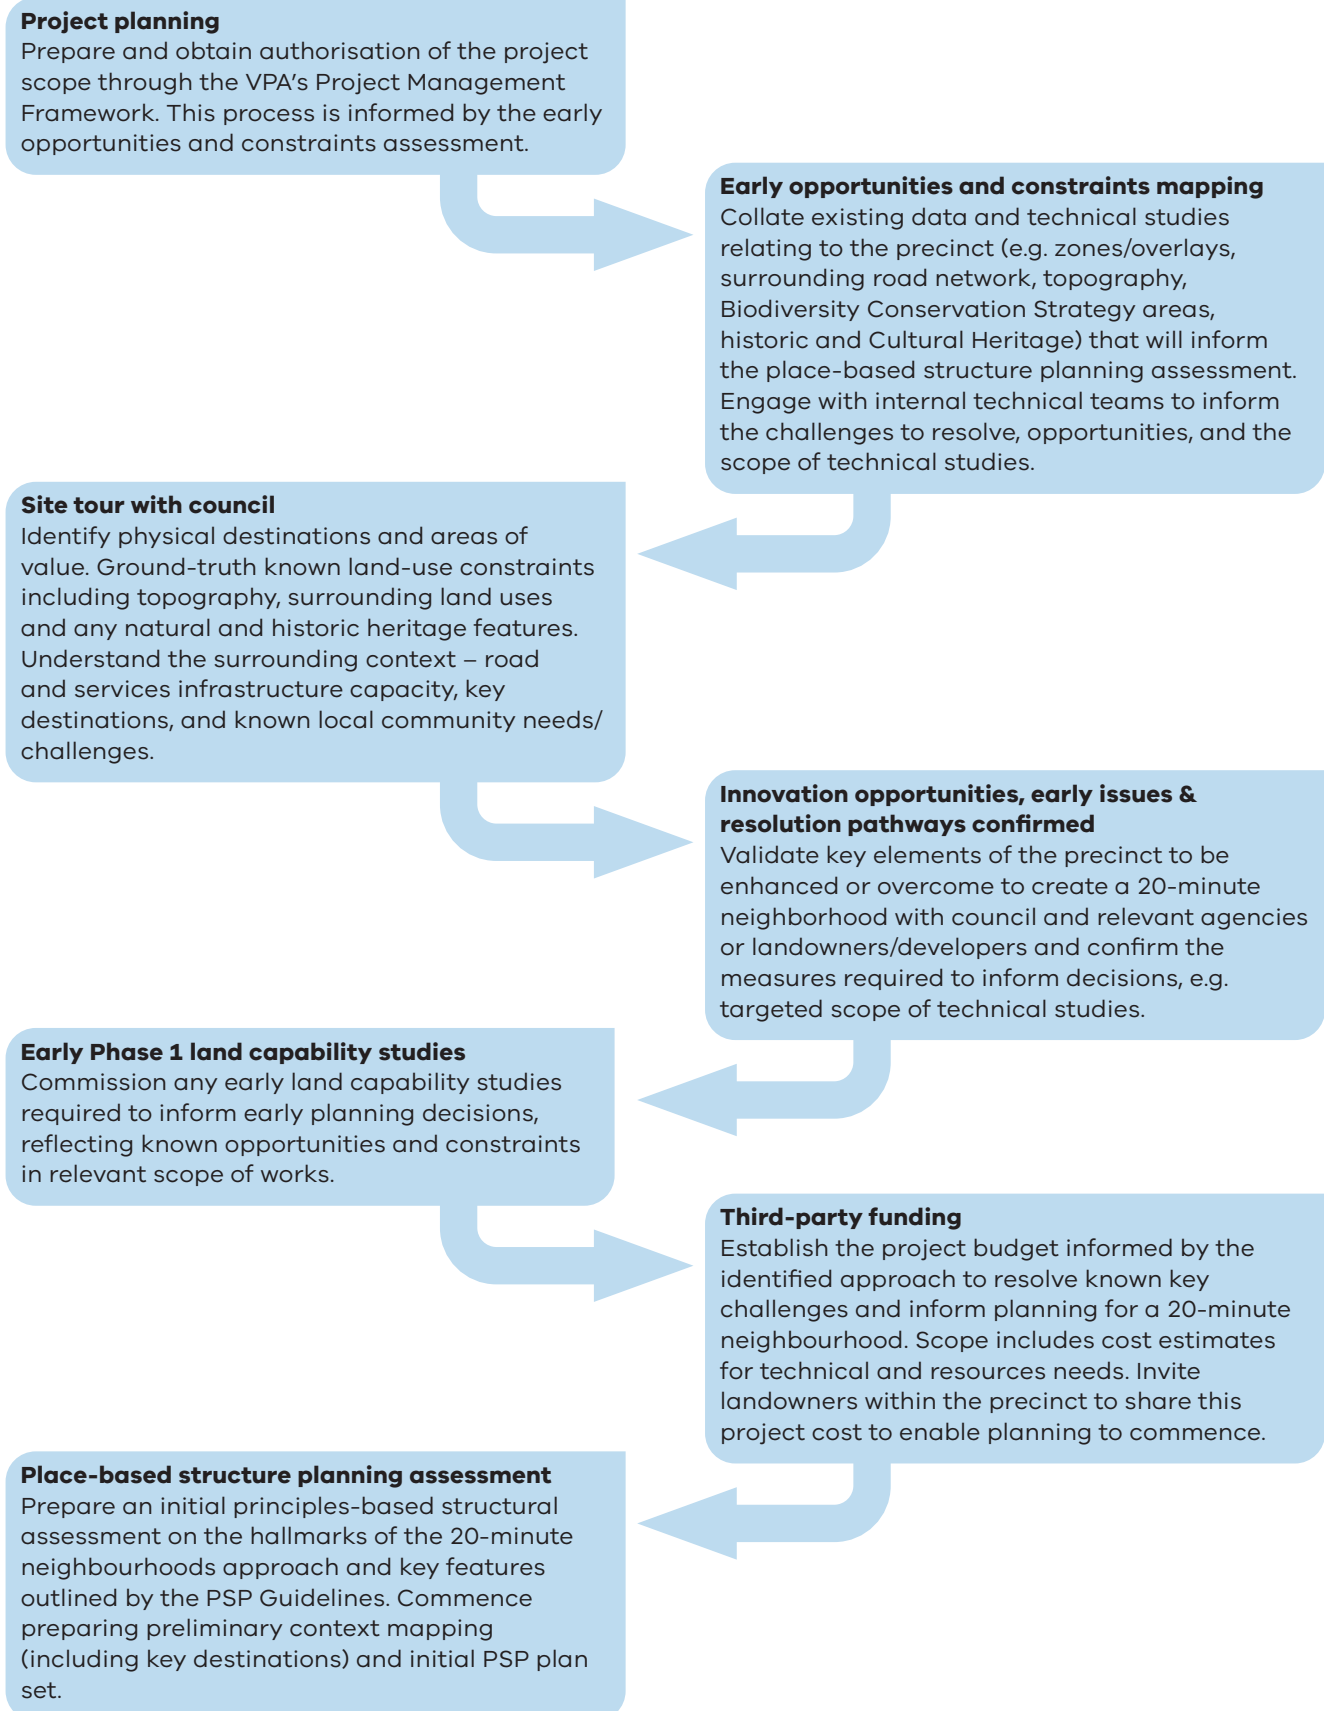 Project planning
Prepare and obtain authorisation of the project
scope through the VPA's Project Management
Framework. This process is informed by the early
opportunities and constraints assessment.
Early opportunities and constraints mapping
Collate existing data and technical studies
relating to the precinct (e.g. zones/overlays,
surrounding road network, topography,
Biodiversity Conservation Strategy areas,
historic and Cultural Heritage) that will inform
the place-based structure planning assessment.
Engage with internal technical teams to inform
the challenges to resolve, opportunities, and the
scope of technical studies.
Site tour with council
Identify physical destinations and areas of
value. Ground-truth known land-use constraints
including topography, surrounding land uses
and any natural and historic heritage features.
Understand the surrounding context – road
and services infrastructure capacity, key
destinations, and known local community needs/
challenges.
Innovation opportunities, early issues &
resolution pathways confirmed
Validate key elements of the precinct to be
enhanced or overcome to create a 20-minute
neighborhood with council and relevant agencies
or landowners/developers and confirm the
measures required to inform decisions, e.g.
targeted scope of technical studies.
Early Phase 1 land capability studies
Commission any early land capability studies
required to inform early planning decisions,
reflecting known opportunities and constraints
in relevant scope of works.
Third-party funding
Establish the project budget informed by the
identified approach to resolve known key
challenges and inform planning for a 20-minute
neighbourhood. Scope includes cost estimates
for technical and resources needs. Invite
landowners within the precinct to share this
project cost to enable planning to commence.
Place-based structure planning assessment
Prepare an initial principles-based structural
assessment on the hallmarks of the 20-minute
neighbourhoods approach and key features
outlined by the PSP Guidelines. Commence
preparing preliminary context mapping
(including key destinations) and initial PSP plan
set.